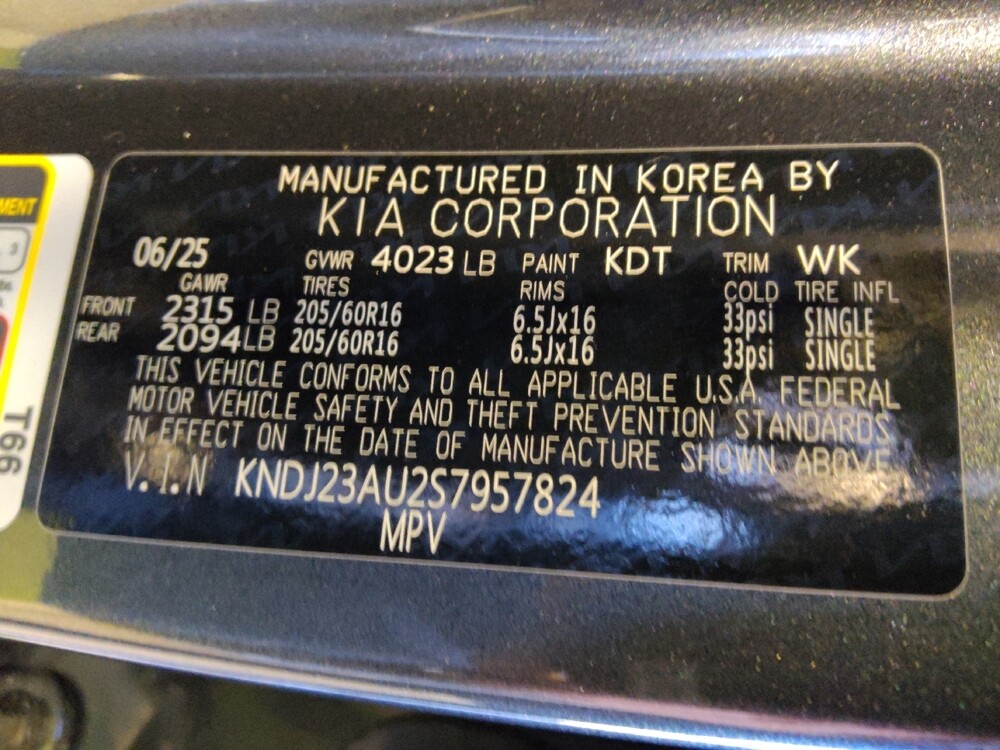 MANUFACTURED IN KOREA BY
KIA CORPORATION
06/25 GVWR 4023 LB PAINT KDT TRIM WK
GAWR TIRES RIMS COLD TIRE INFL
FRONT 2315 LB 205/60R16 6.5Jx16 33psi SINGLE
REAR 2094 LB 205/60R16 6.5Jx16 33psi SINGLE
THIS VEHICLE CONFORMS TO ALL APPLICABLE U.S.A. FEDERAL
MOTOR VEHICLE SAFETY AND THEFT PREVENTION STANDARDS
IN EFFECT ON THE DATE OF MANUFACTURE SHOWN ABOVE.
V.I.N KNDJ23AU2S7957824
MPV
MENT
3
T66